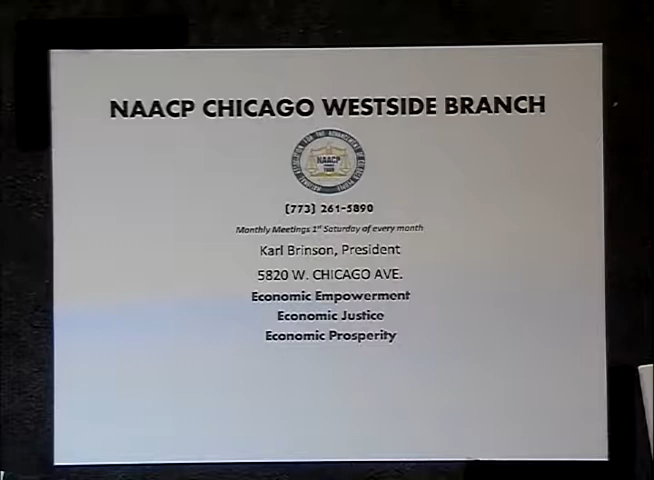 NAACP CHICAGO WESTSIDE BRANCH
NAACP
(773) 261-5890
Monthly Meetings 1st Saturday of every month
Karl Brinson, President
5820 W. CHICAGO AVE.
Economic Empowerment
Economic Justice
Economic Prosperity